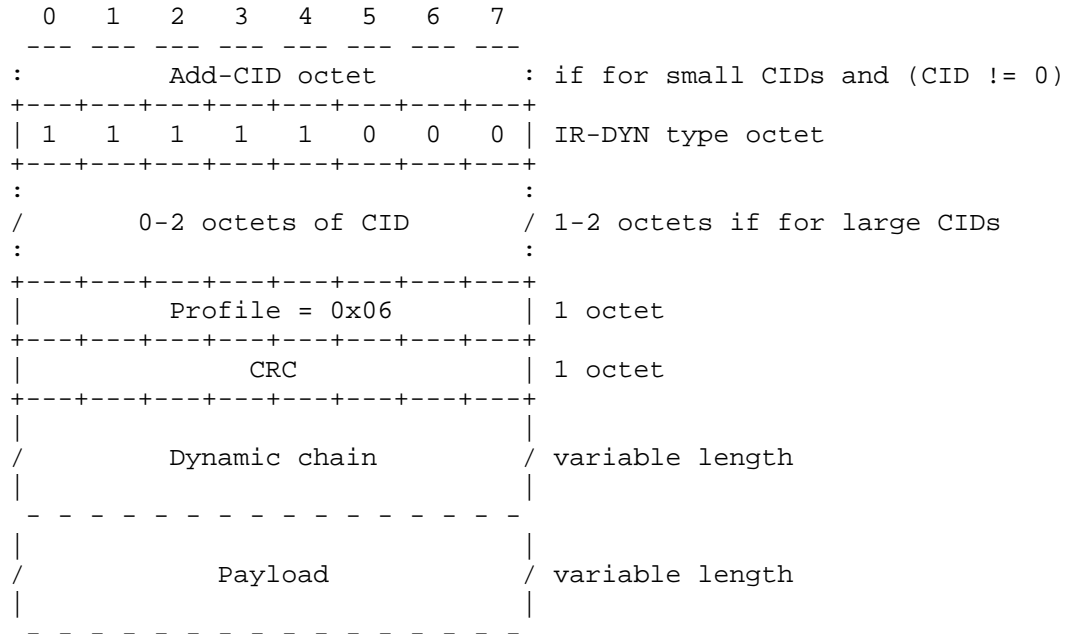 0   1   2   3   4   5   6   7
 --- --- --- --- --- --- --- ---
:         Add-CID octet         : if for small CIDs and (CID != 0)
+---+---+---+---+---+---+---+---+
| 1   1   1   1   1   0   0   0 | IR-DYN type octet
+---+---+---+---+---+---+---+---+
:                               :
/       0-2 octets of CID       / 1-2 octets if for large CIDs
:                               :
+---+---+---+---+---+---+---+---+
|         Profile = 0x06        | 1 octet
+---+---+---+---+---+---+---+---+
|              CRC              | 1 octet
+---+---+---+---+---+---+---+---+
|                               |
/         Dynamic chain         / variable length
|                               |
 - - - - - - - - - - - - - - - -
|                               |
/            Payload            / variable length
|                               |
 - - - - - - - - - - - - - - - -